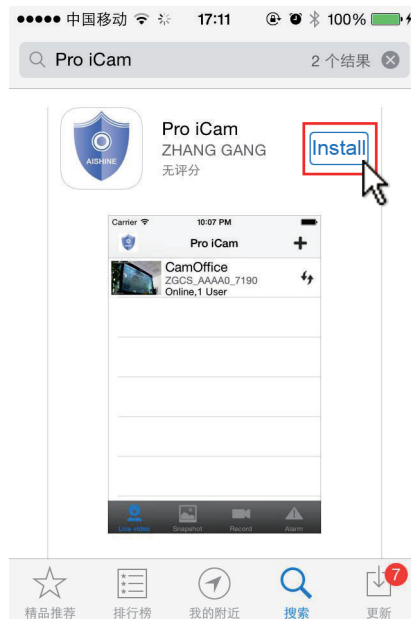 中国移动 17:11 100%
Pro iCam 2 个结果
AISHINE
Pro iCam
ZHANG GANG
无评分
Install
Carrier 10:07 PM
Pro iCam +
CamOffice
ZGCS_AAAA0_7190
Online,1 User
Live video Snapshot Record Alarm
7
精品推荐 排行榜 我的附近 搜索 更新